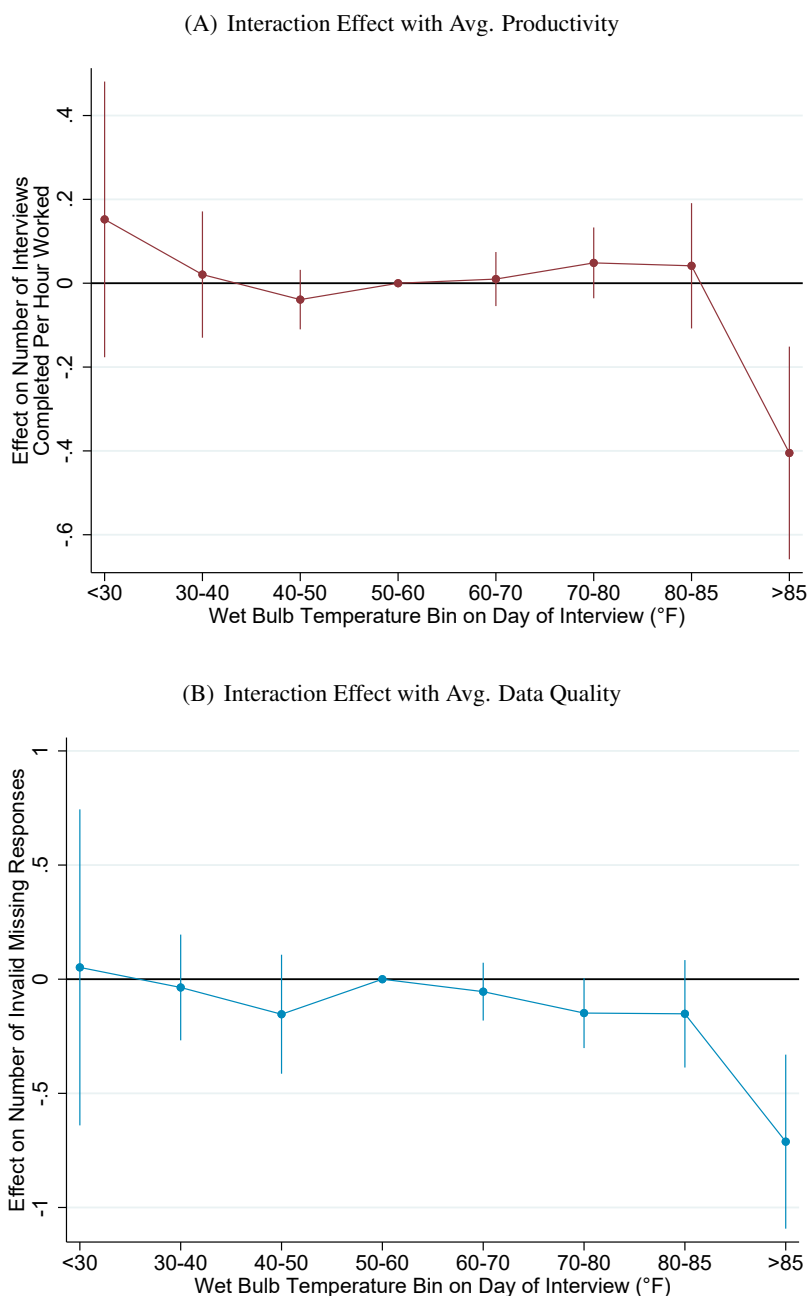 (A) Interaction Effect with Avg. Productivity
Effect on Number of Interviews
Completed Per Hour Worked
.4
.2
0
-.2
-.4
-.6
<30 30-40 40-50 50-60 60-70 70-80 80-85 >85
Wet Bulb Temperature Bin on Day of Interview (°F)
(B) Interaction Effect with Avg. Data Quality
Effect on Number of Invalid Missing Responses
1
.5
0
-.5
-1
<30 30-40 40-50 50-60 60-70 70-80 80-85 >85
Wet Bulb Temperature Bin on Day of Interview (°F)